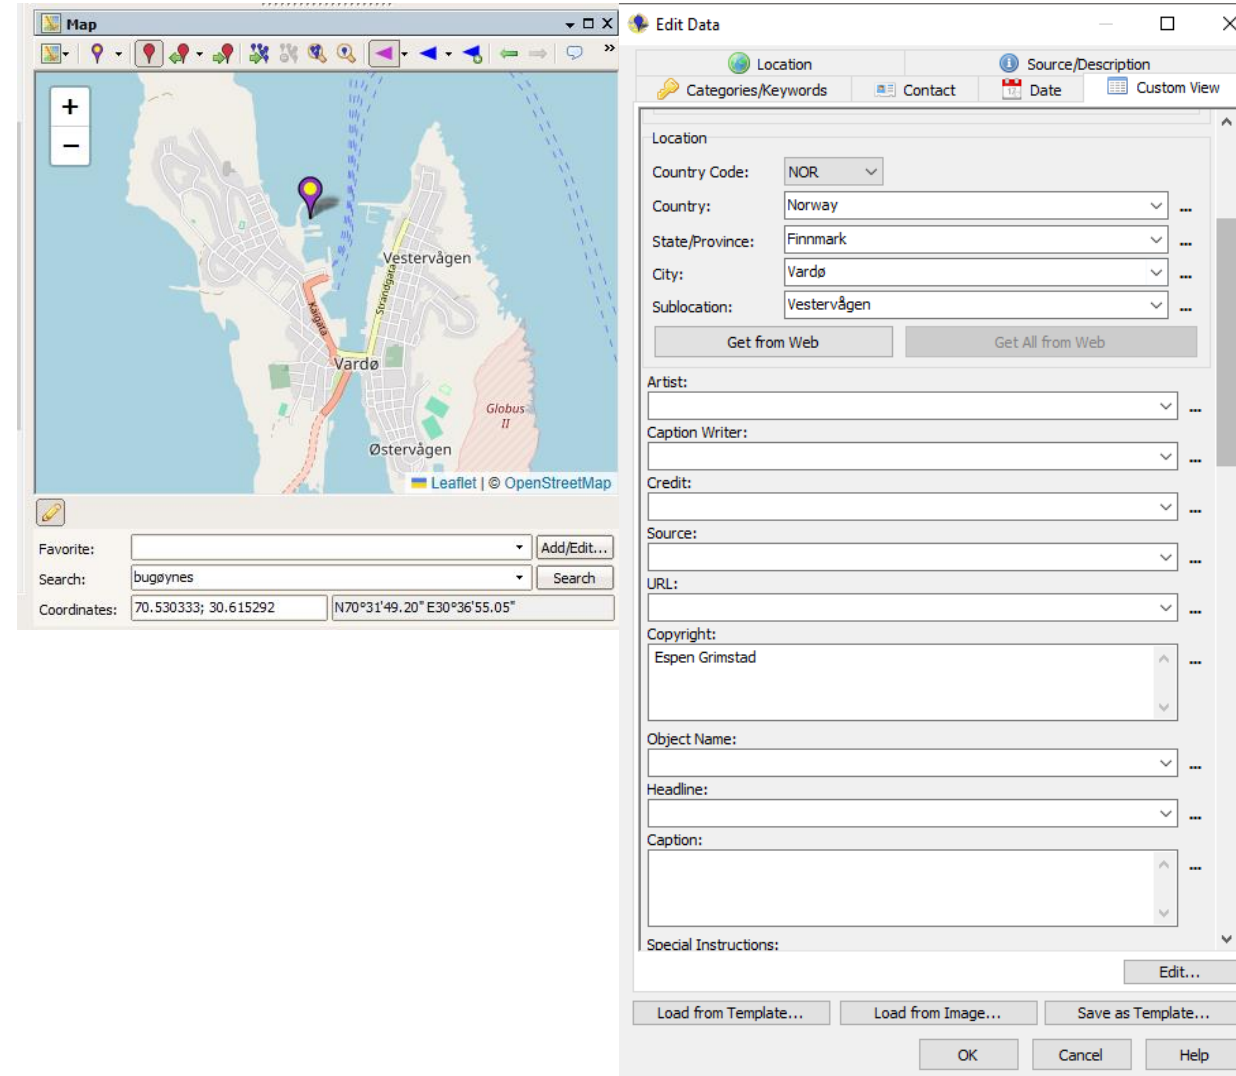 Map
»
+
−
Vestervågen
Strandgata
Kaigata
Vardø
Globus
II
Østervågen
Leaflet | © OpenStreetMap
Favorite:
Add/Edit...
Search:
bugøynes
Search
Coordinates:
70.530333; 30.615292
N70°31'49.20" E30°36'55.05"
Edit Data
Location
Source/Description
Categories/Keywords
Contact
Date
Custom View
Location
Country Code:
NOR
Country:
Norway
...
State/Province:
Finnmark
...
City:
Vardø
...
Sublocation:
Vestervågen
...
Get from Web
Get All from Web
Artist:
...
Caption Writer:
...
Credit:
...
Source:
...
URL:
...
Copyright:
Espen Grimstad
...
Object Name:
...
Headline:
...
Caption:
...
Special Instructions:
Edit...
Load from Template...
Load from Image...
Save as Template...
OK
Cancel
Help